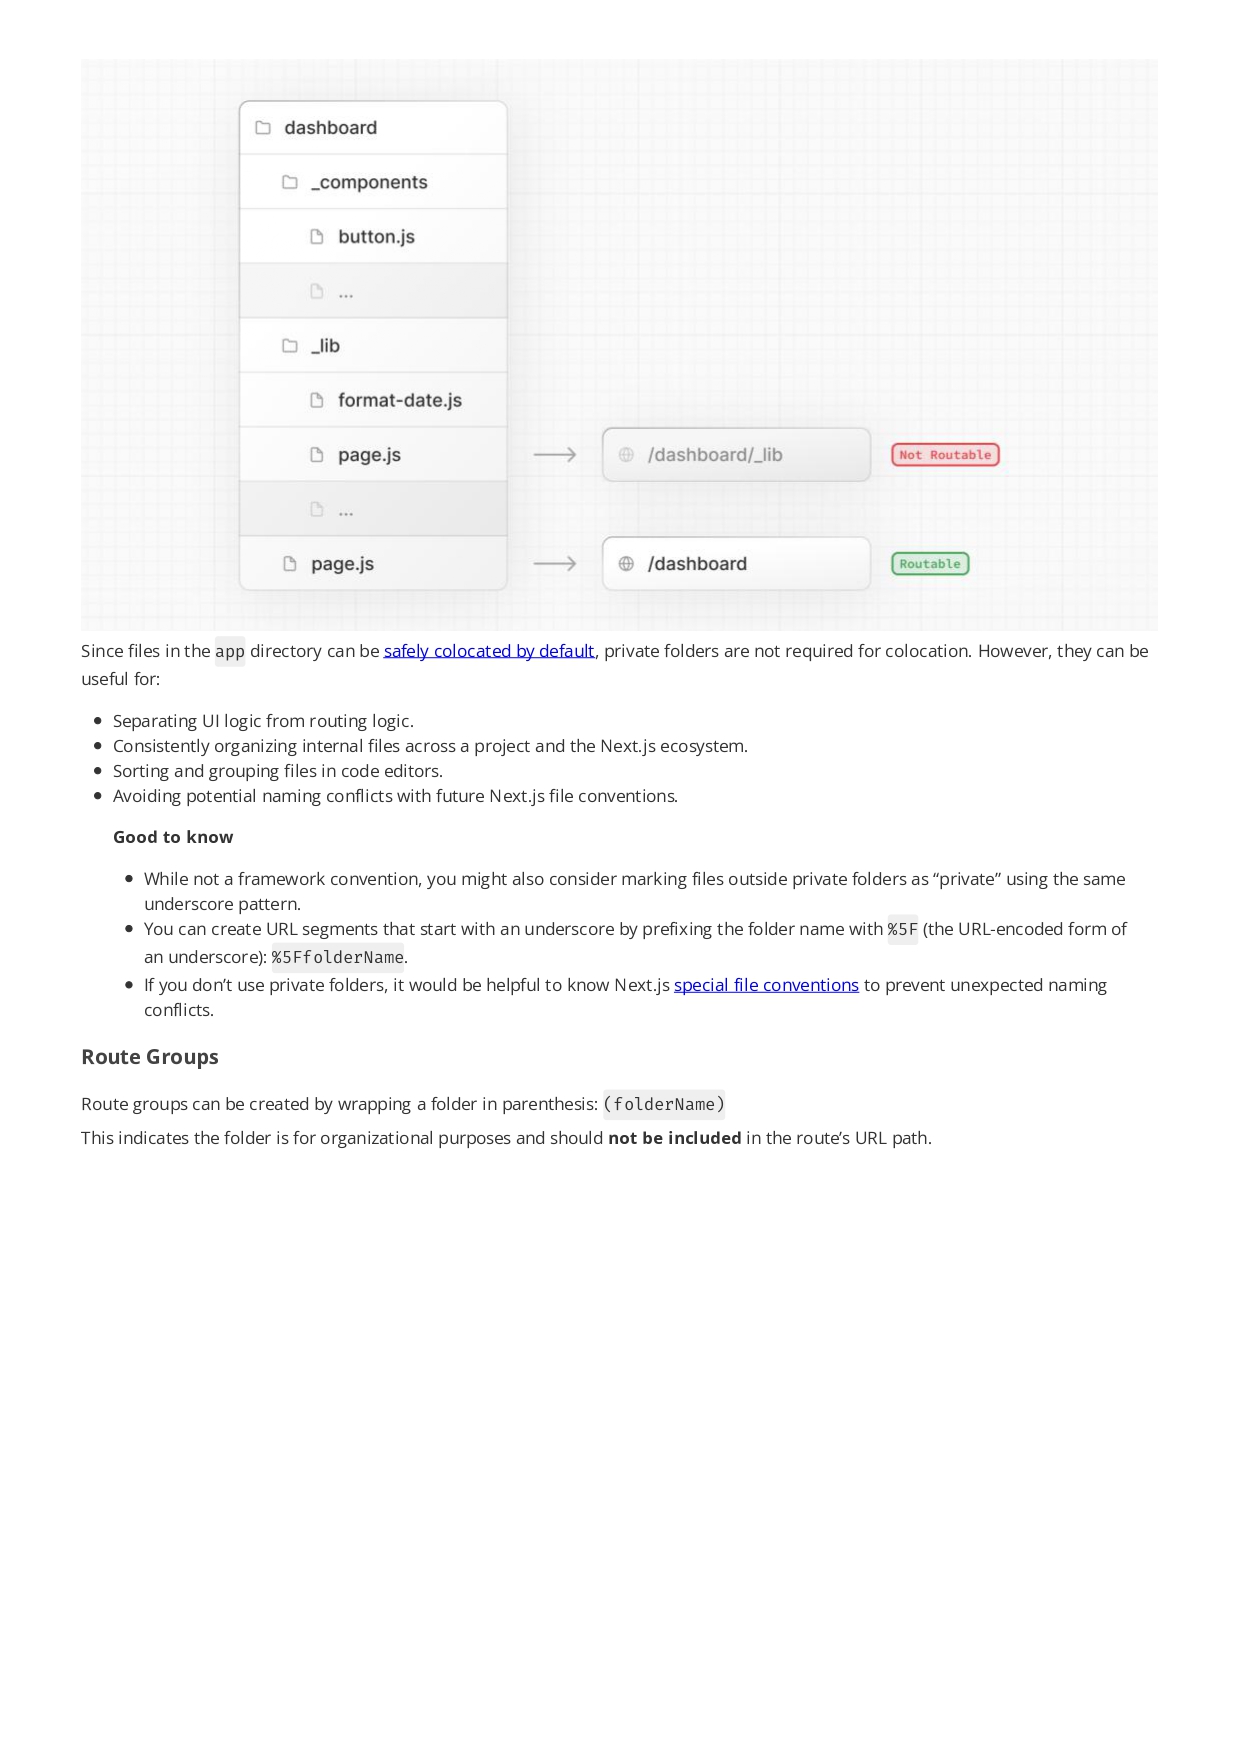 dashboard
_components
button.js
...
_lib
format-date.js
page.js /dashboard/_lib Not Routable
...
page.js /dashboard Routable
Since files in the app directory can be safely colocated by default, private folders are not required for colocation. However, they can be
useful for:
• Separating UI logic from routing logic.
• Consistently organizing internal files across a project and the Next.js ecosystem.
• Sorting and grouping files in code editors.
• Avoiding potential naming conflicts with future Next.js file conventions.
Good to know
• While not a framework convention, you might also consider marking files outside private folders as “private” using the same
underscore pattern.
• You can create URL segments that start with an underscore by prefixing the folder name with %5F (the URL-encoded form of
an underscore): %5FfolderName.
• If you don’t use private folders, it would be helpful to know Next.js special file conventions to prevent unexpected naming
conflicts.
Route Groups
Route groups can be created by wrapping a folder in parenthesis: (folderName)
This indicates the folder is for organizational purposes and should not be included in the route’s URL path.